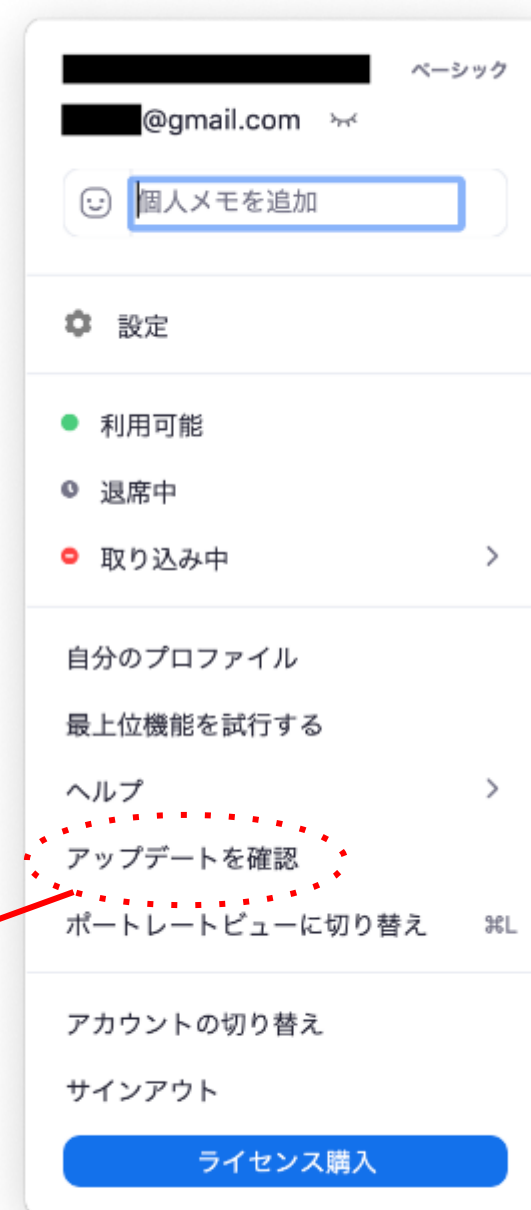 ベーシック
@gmail.com
個人メモを追加
設定
利用可能
退席中
取り込み中
自分のプロファイル
最上位機能を試行する
ヘルプ
アップデートを確認
ポートレートビューに切り替え ⌘L
アカウントの切り替え
サインアウト
ライセンス購入